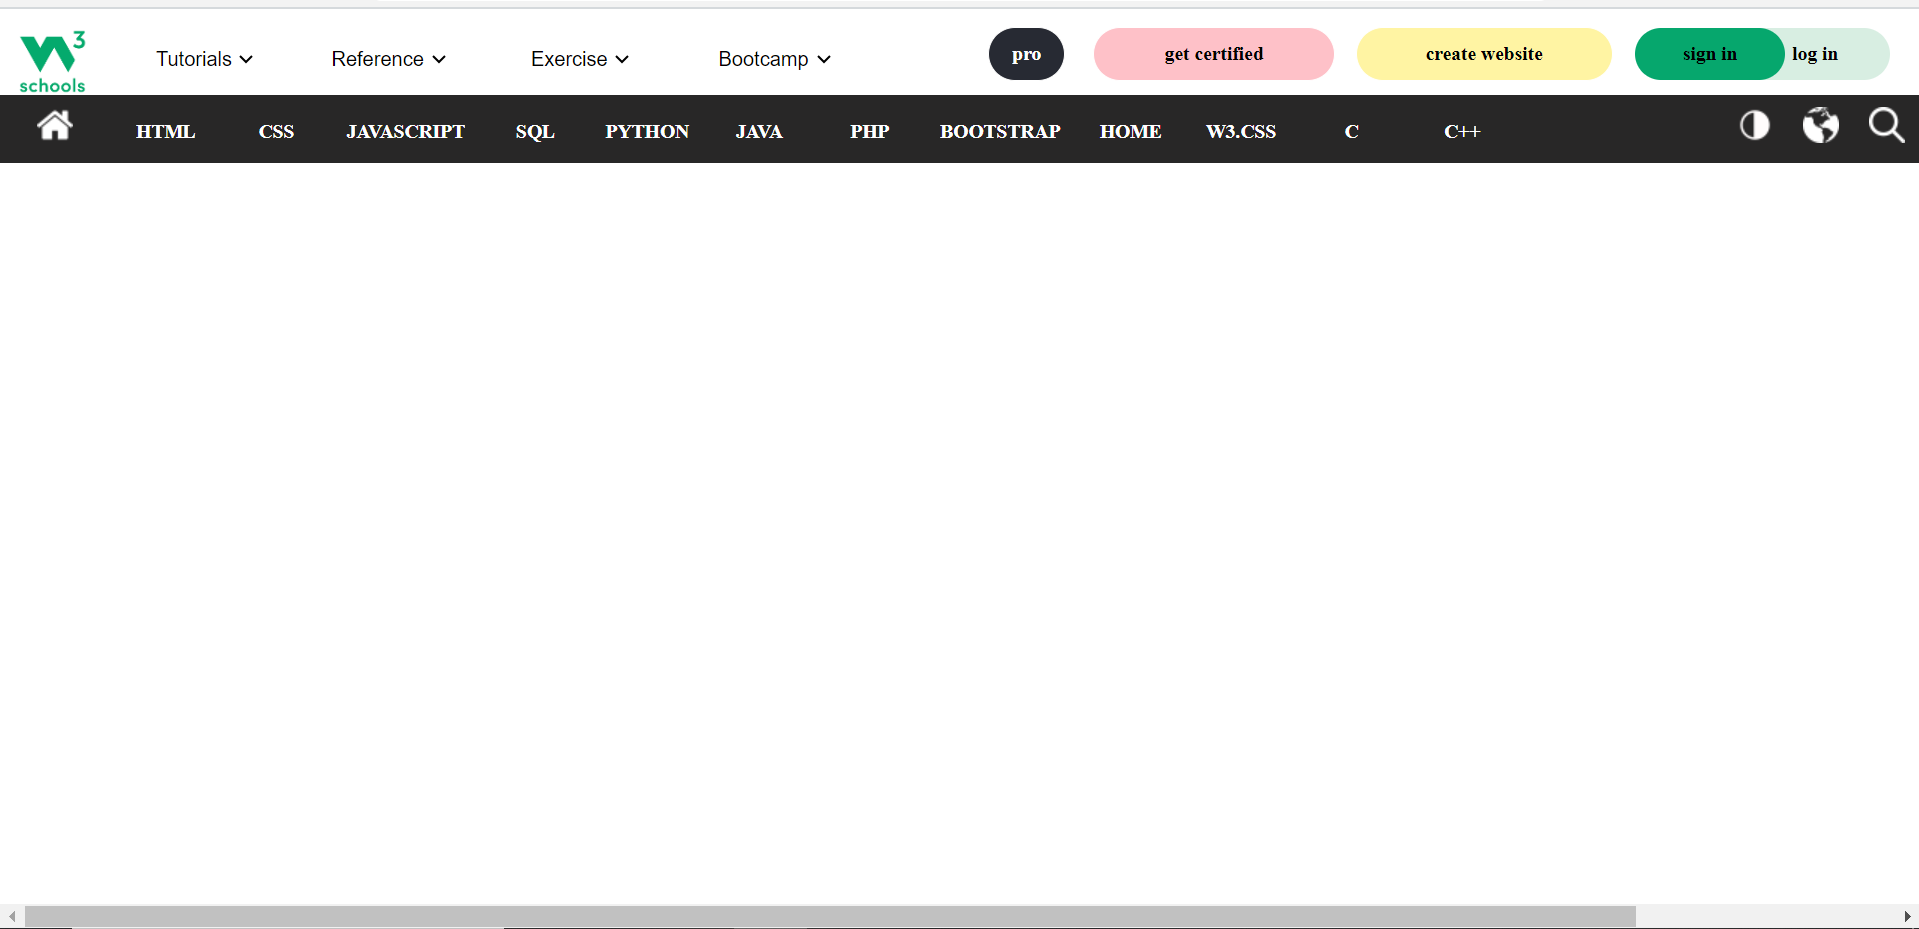 W3 schools
Tutorials Reference Exercise Bootcamp pro get certified create website sign in log in
HTML CSS JAVASCRIPT SQL PYTHON JAVA PHP BOOTSTRAP HOME W3.CSS C C++